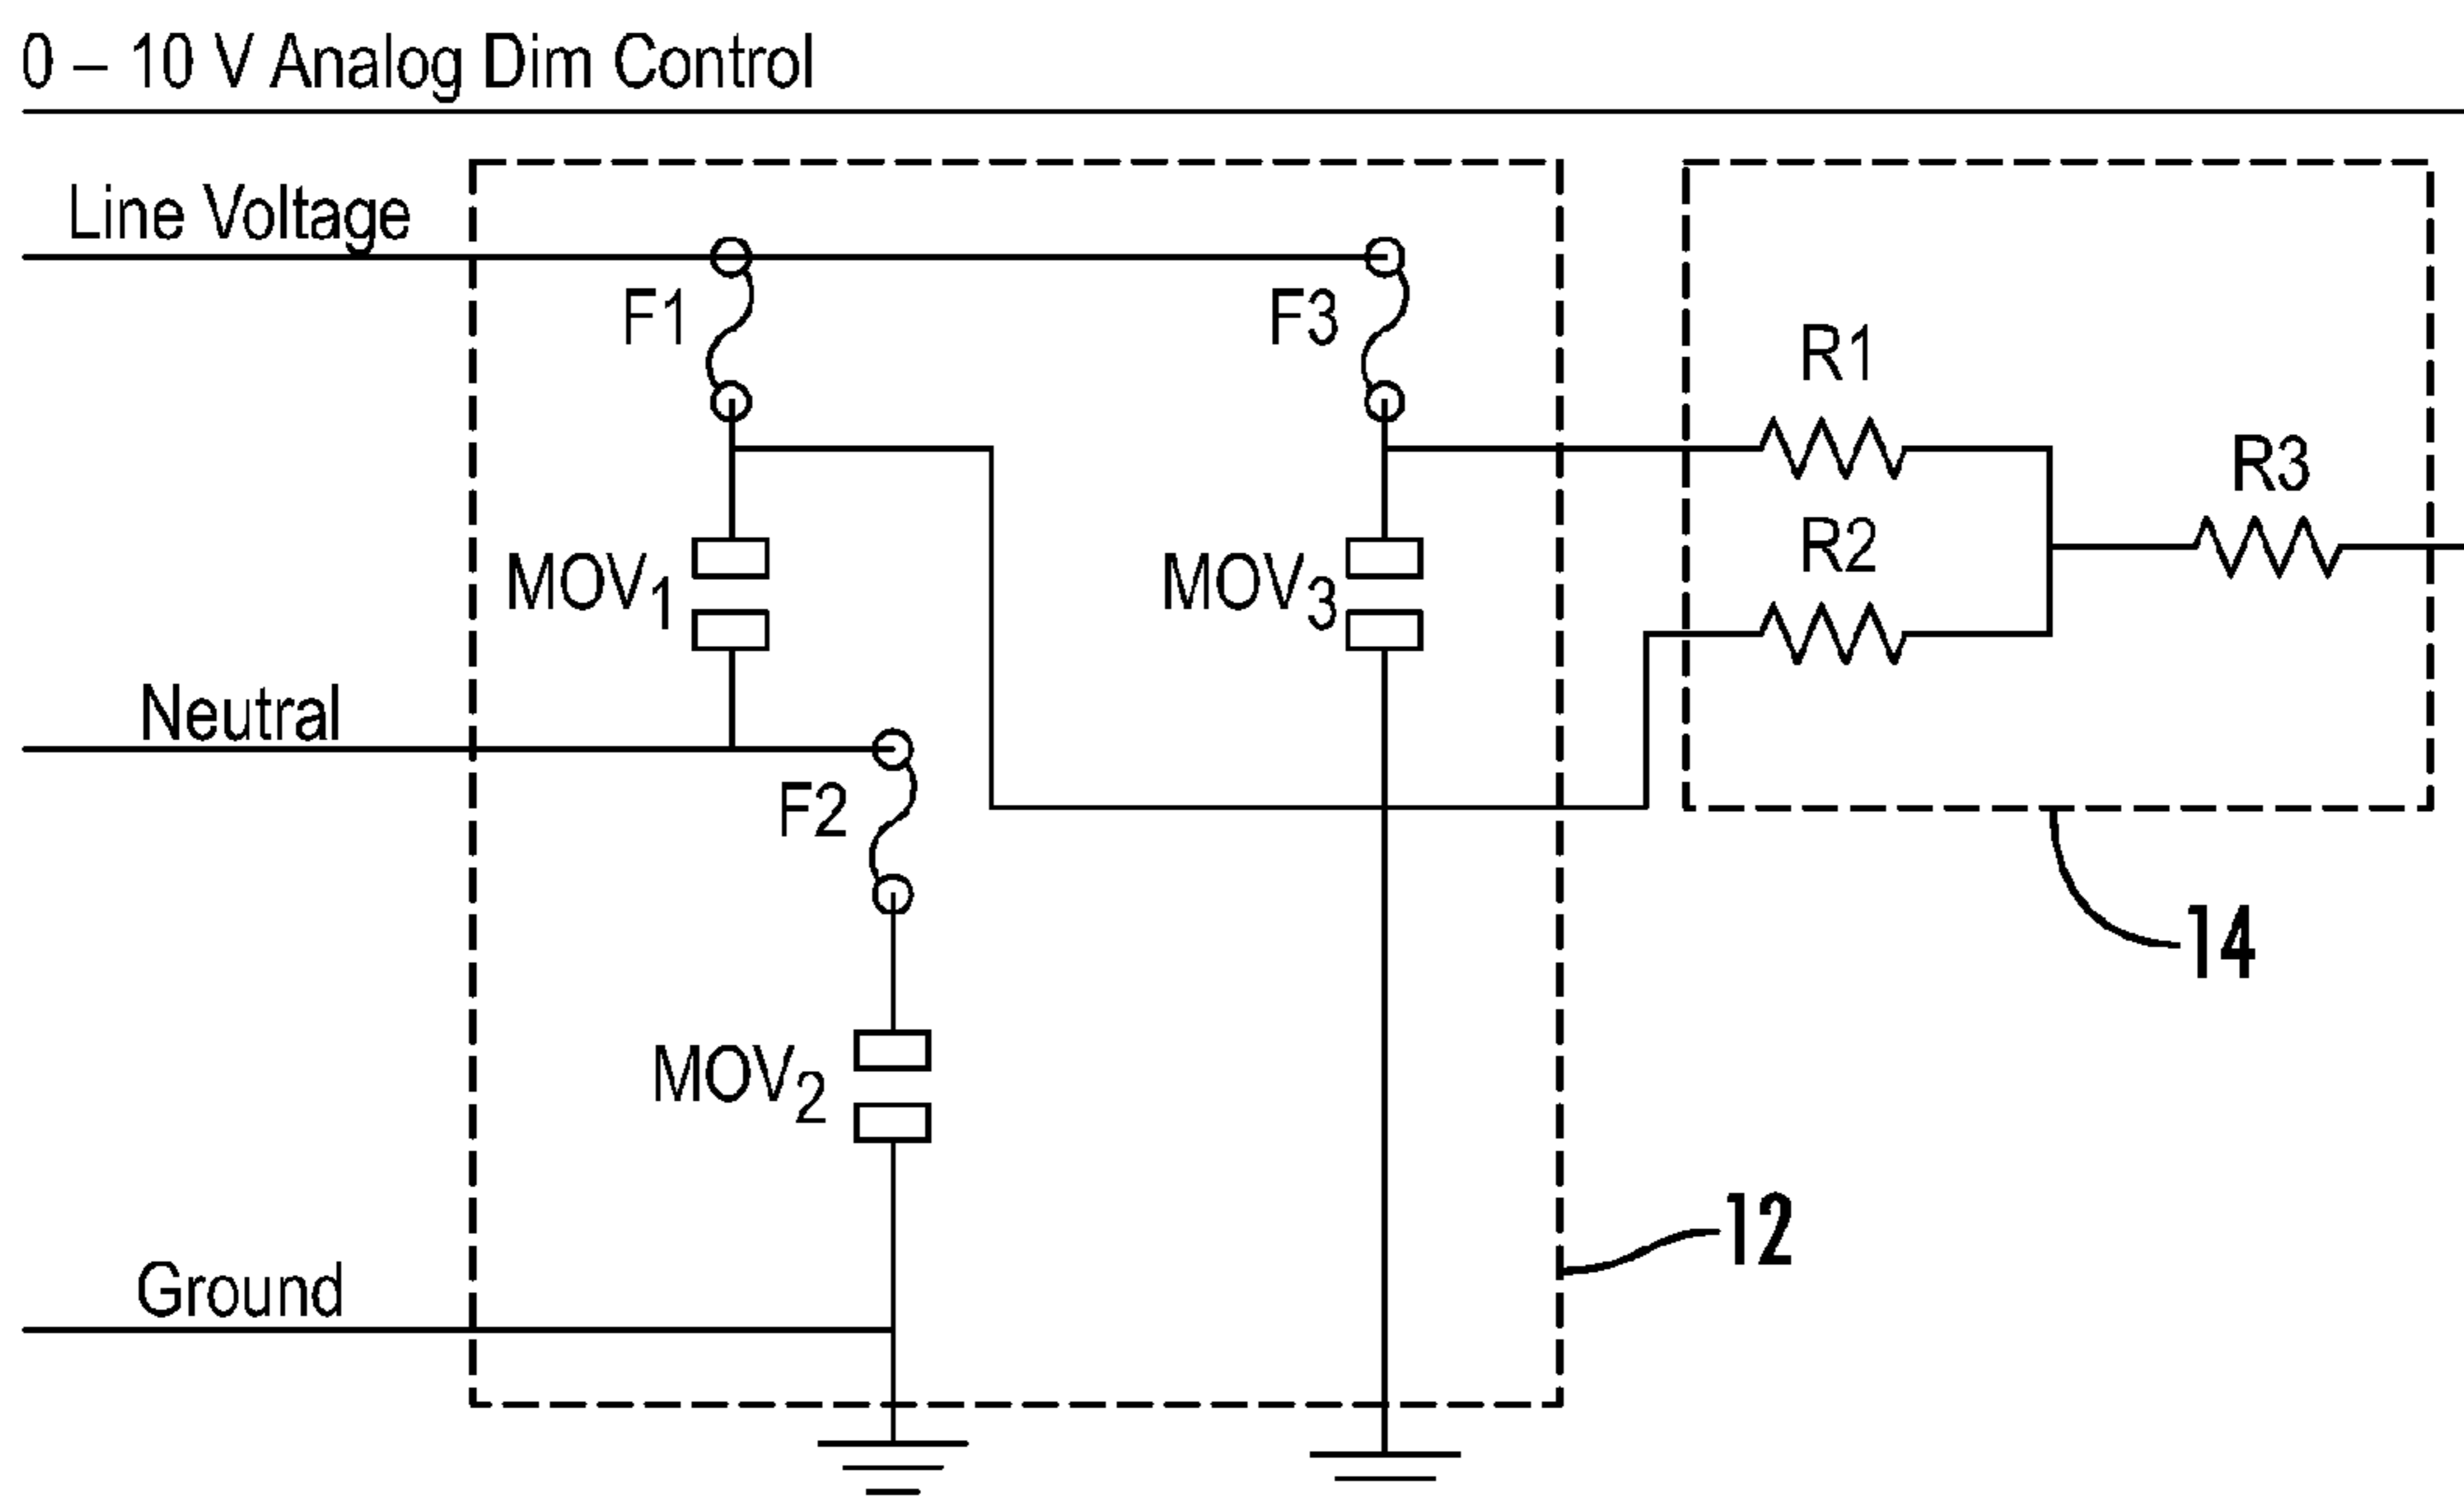 0 – 10 V Analog Dim Control
Line Voltage
F1
F3
R1
R3
R2
MOV1
MOV3
Neutral
F2
14
MOV2
12
Ground